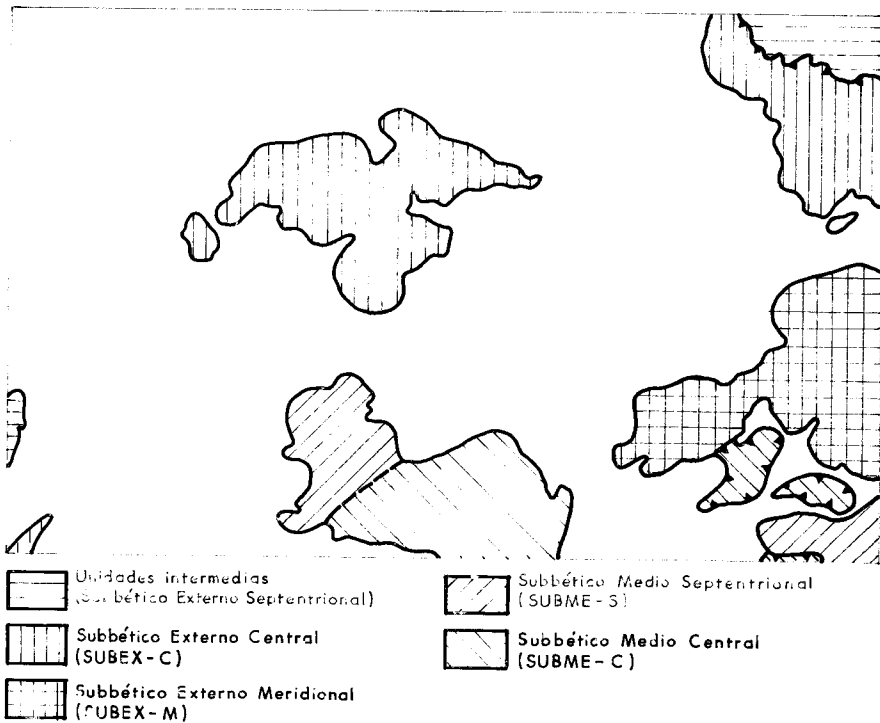 Unidades intermedias
(Subbético Externo Septentrional)
Subbético Externo Central
(SUBEX-C)
Subbético Externo Meridional
(SUBEX-M)
Subbético Medio Septentrional
(SUBME-S)
Subbético Medio Central
(SUBME-C)